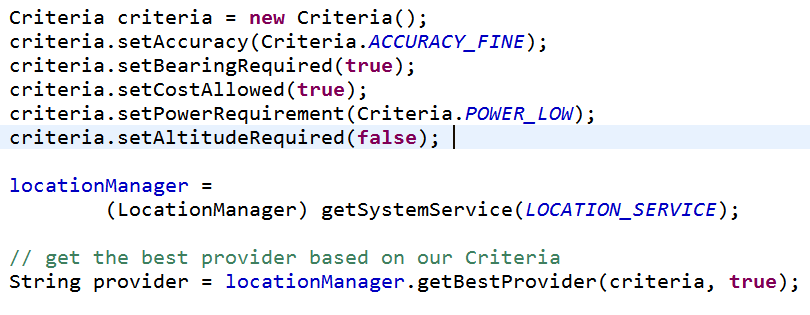 Criteria criteria = new Criteria();
criteria.setAccuracy(Criteria.ACCURACY_FINE);
criteria.setBearingRequired(true);
criteria.setCostAllowed(true);
criteria.setPowerRequirement(Criteria.POWER_LOW);
criteria.setAltitudeRequired(false);
locationManager =
(LocationManager) getSystemService(LOCATION_SERVICE);
// get the best provider based on our Criteria
String provider = locationManager.getBestProvider(criteria, true);